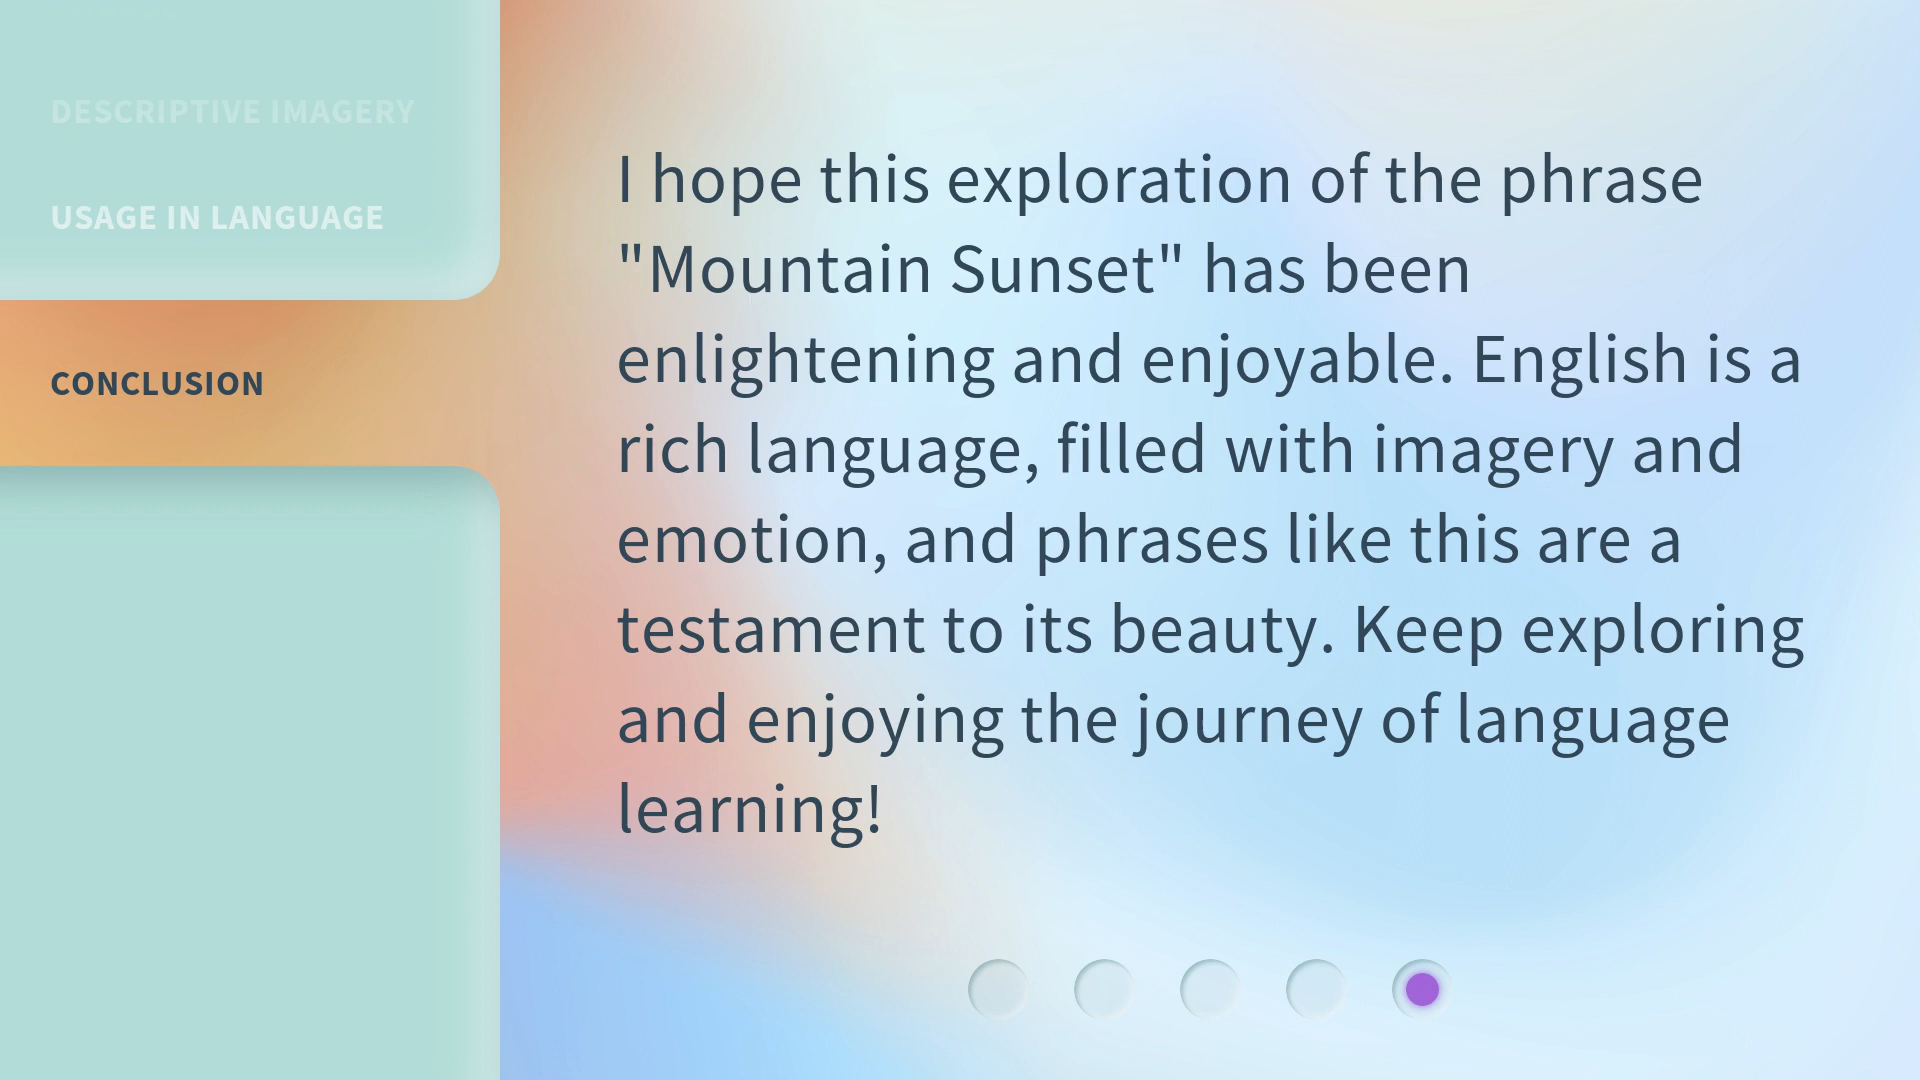 DESCRIPTIVE IMAGERY
USAGE IN LANGUAGE
CONCLUSION
I hope this exploration of the phrase
"Mountain Sunset" has been
enlightening and enjoyable. English is a
rich language, filled with imagery and
emotion, and phrases like this are a
testament to its beauty. Keep exploring
and enjoying the journey of language
learning!